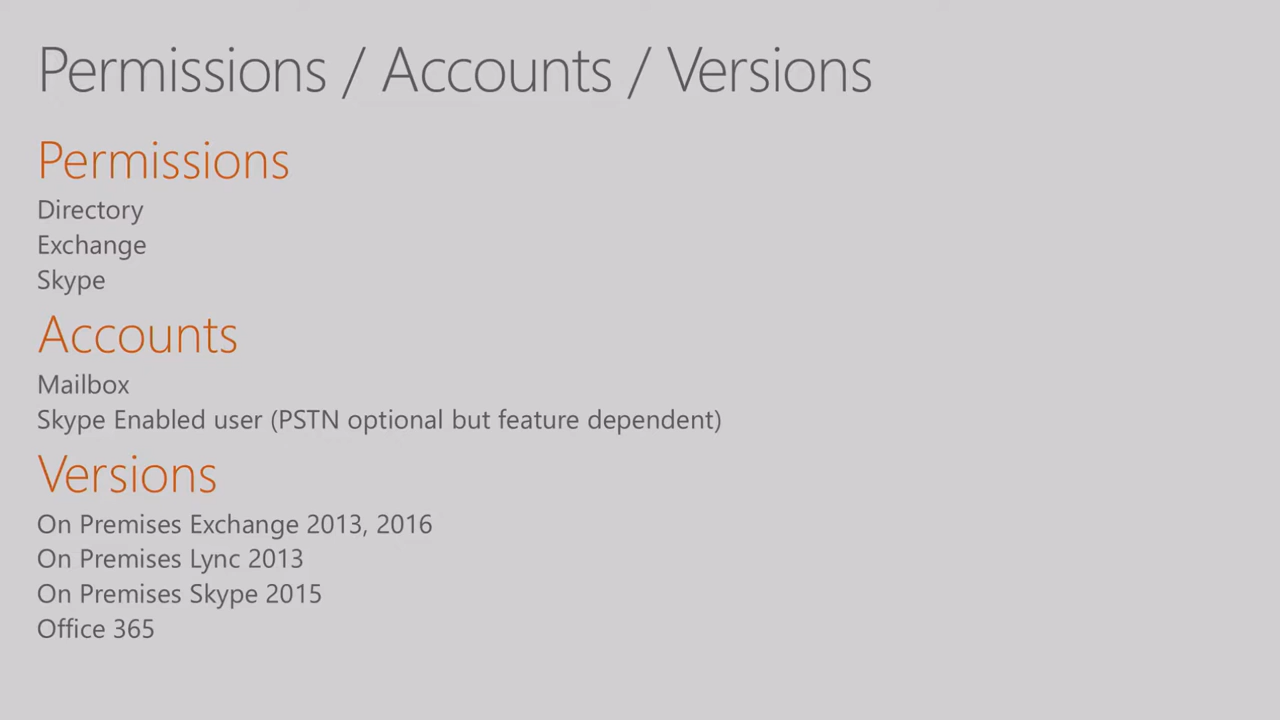 Permissions / Accounts / Versions
Permissions
Directory
Exchange
Skype
Accounts
Mailbox
Skype Enabled user (PSTN optional but feature dependent)
Versions
On Premises Exchange 2013, 2016
On Premises Lync 2013
On Premises Skype 2015
Office 365